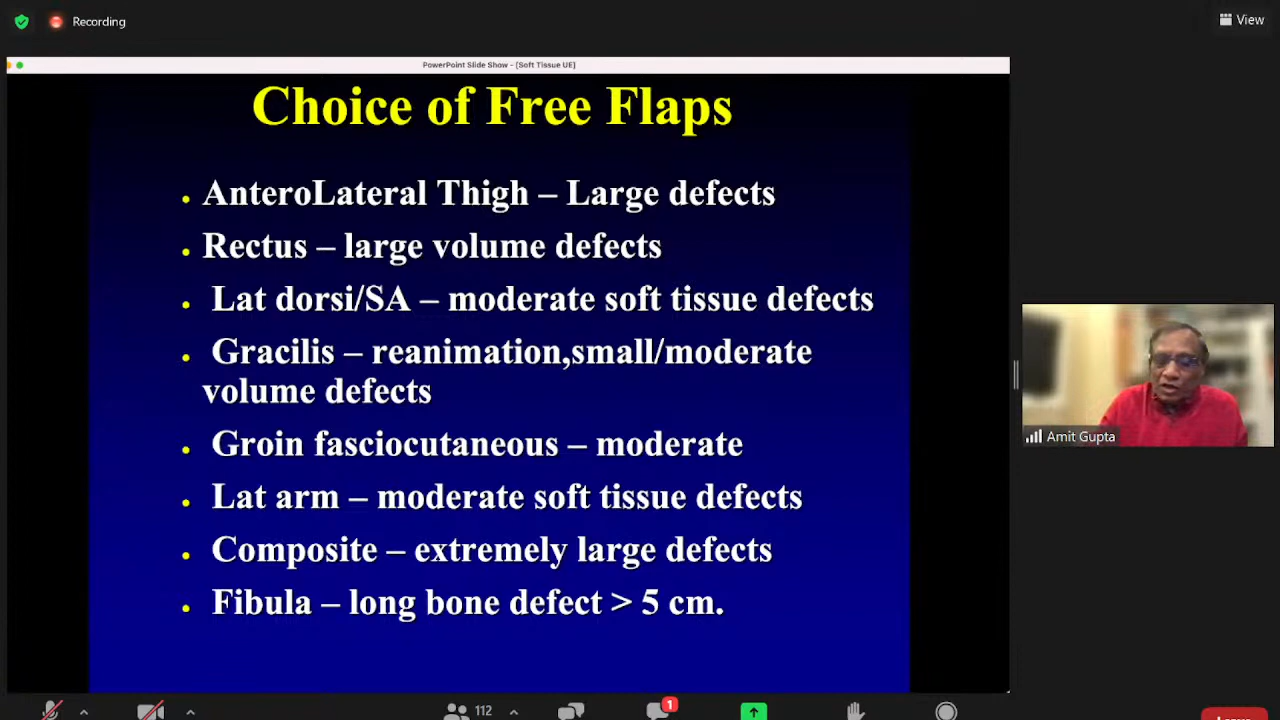 Recording
View
PowerPoint Slide Show - [Soft Tissue UE]
Choice of Free Flaps
• AnteroLateral Thigh – Large defects
• Rectus – large volume defects
• Lat dorsi/SA – moderate soft tissue defects
• Gracilis – reanimation,small/moderate
volume defects
• Groin fasciocutaneous – moderate
• Lat arm – moderate soft tissue defects
• Composite – extremely large defects
• Fibula – long bone defect > 5 cm.
Amit Gupta
112
1
Leave